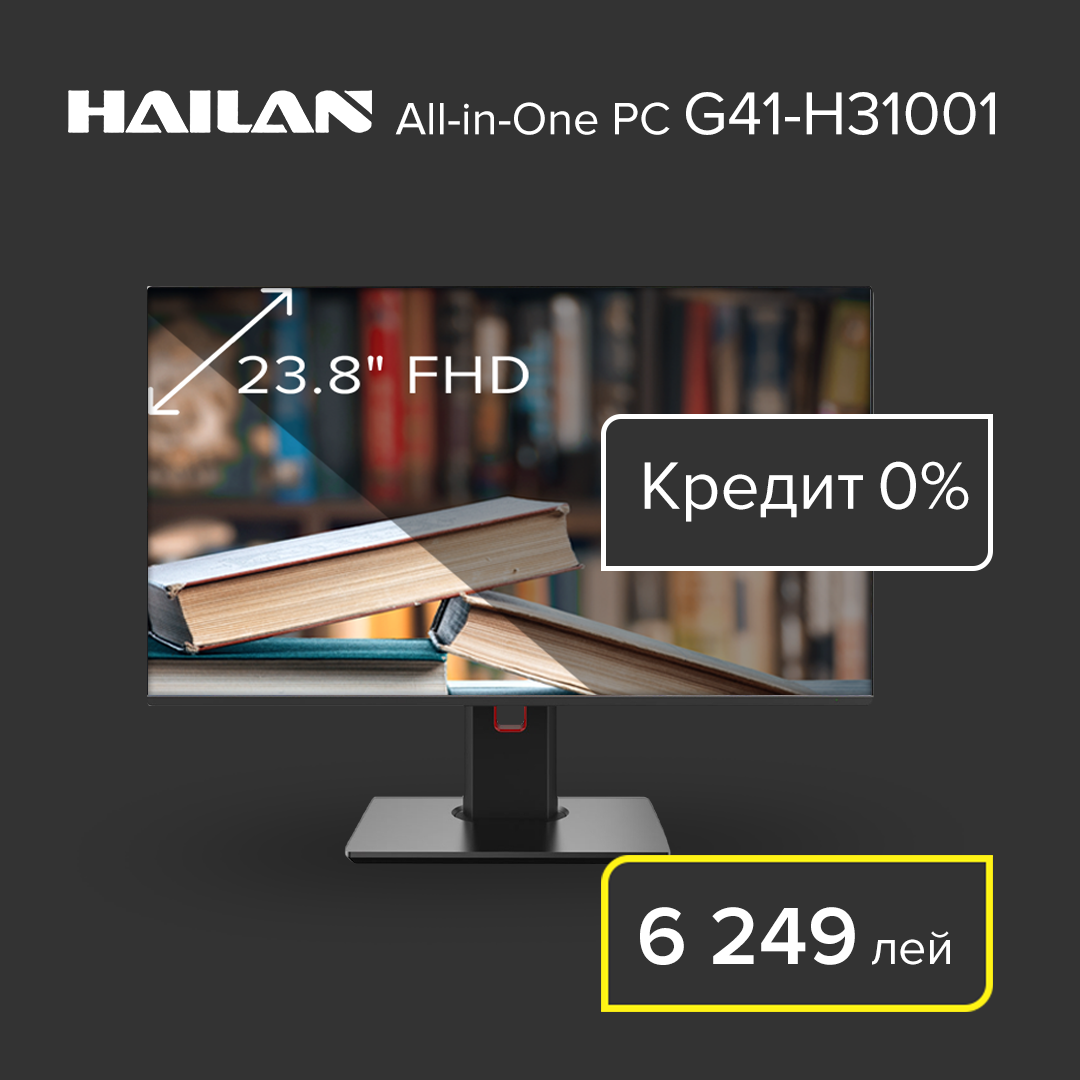 HAILAN All-in-One PC G41-H31001
23.8" FHD
Кредит 0%
6 249 лей